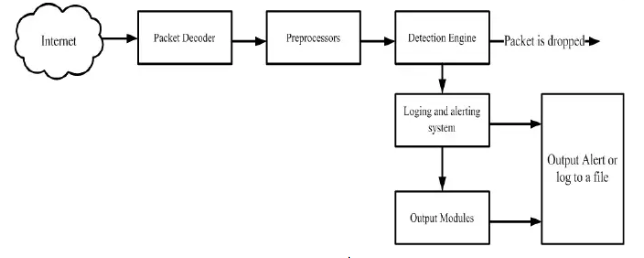 Internet
Packet Decoder
Preprocessors
Detection Engine
Packet is dropped
Loging and alerting
system
Output Alert or
log to a file
Output Modules